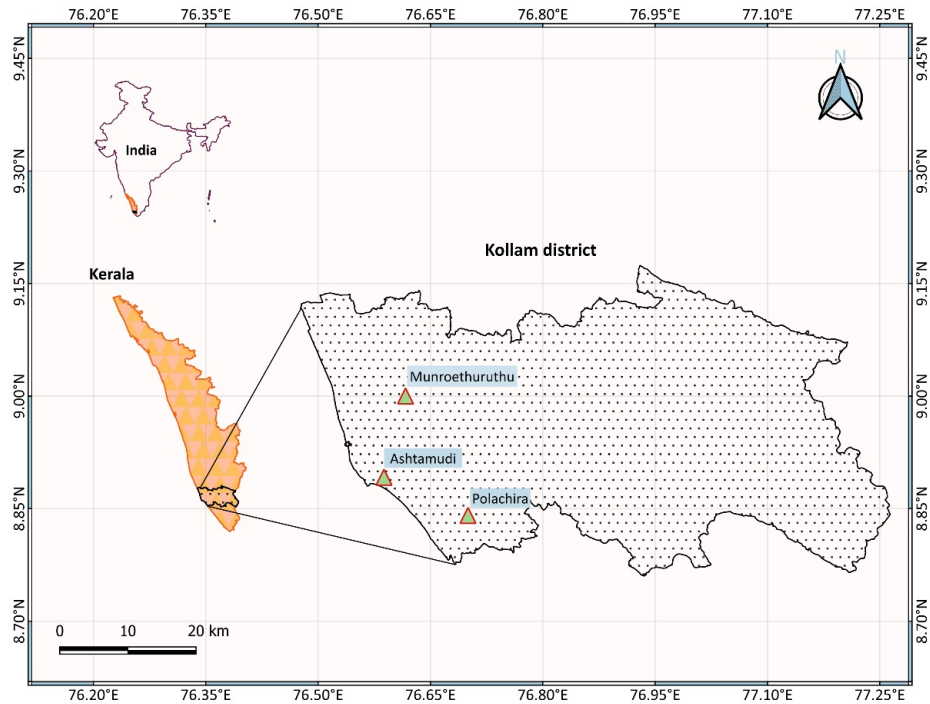 76.20°E 76.35°E 76.50°E 76.65°E 76.80°E 76.95°E 77.10°E 77.25°E
N
9.45°N 9.45°N
India
9.30°N 9.30°N
Kollam district
Kerala
9.15°N 9.15°N
Munroethuruthu
9.00°N 9.00°N
Ashtamudi
Polachira
8.85°N 8.85°N
8.70°N 8.70°N
0 10 20 km
76.20°E 76.35°E 76.50°E 76.65°E 76.80°E 76.95°E 77.10°E 77.25°E